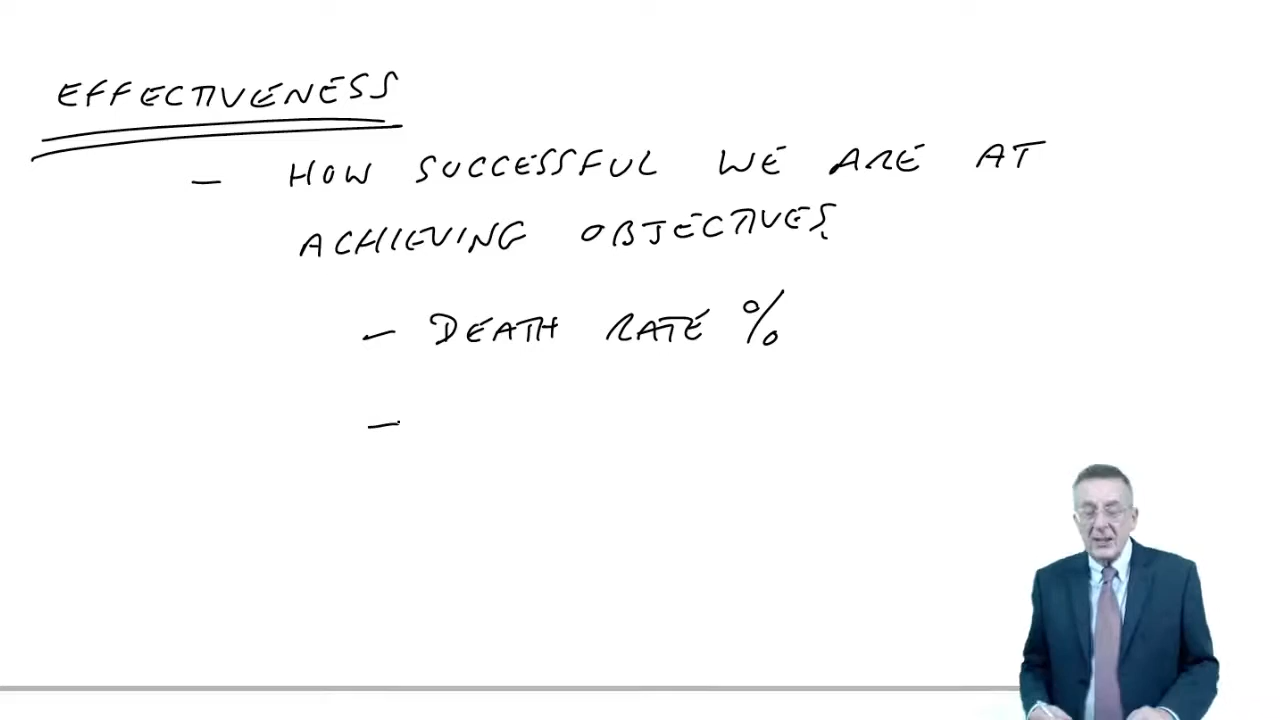 EFFECTIVENESS
- HOW SUCCESSFUL WE ARE AT
ACHIEVING OBJECTIVES
- DEATH RATE %
-